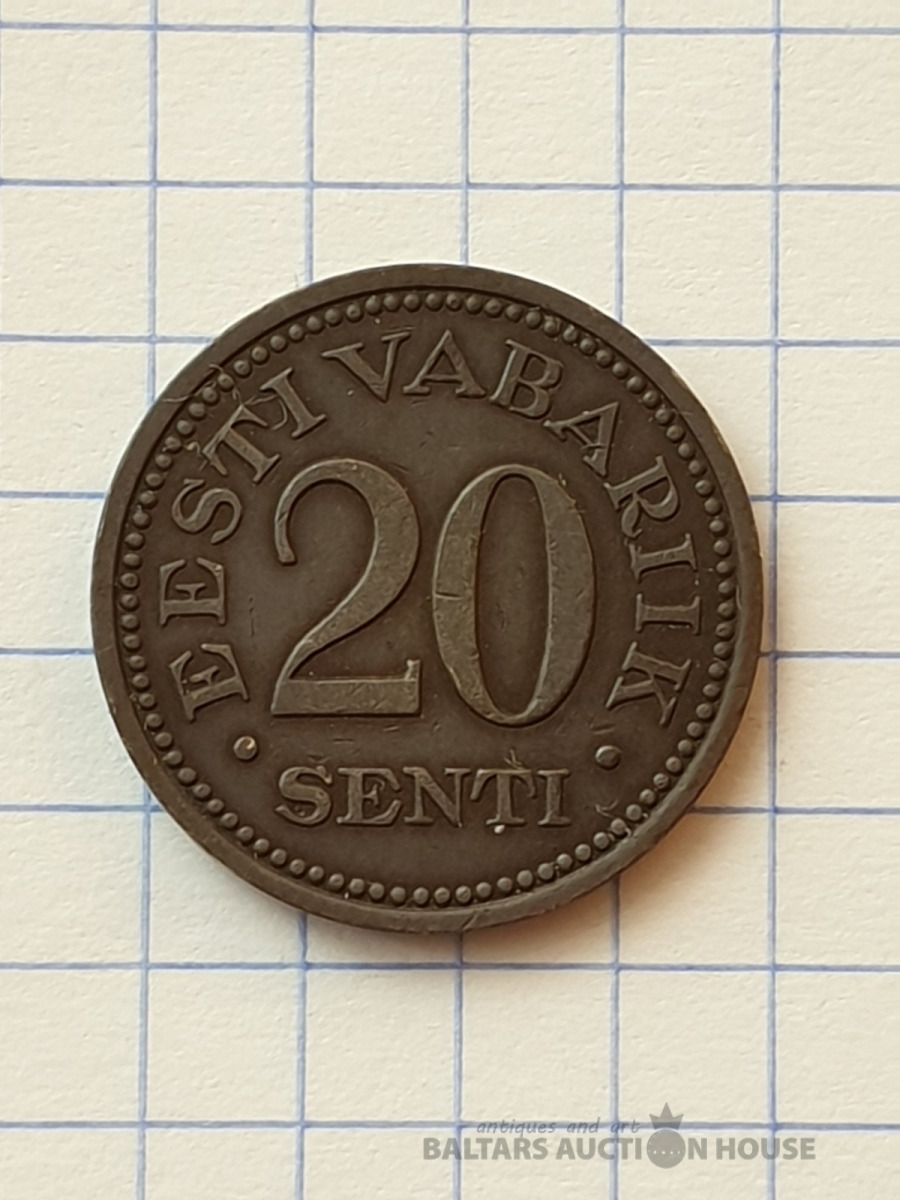 EESTI VABARIIK
20
SENTI
antiques and art
BALTARS AUCTION HOUSE